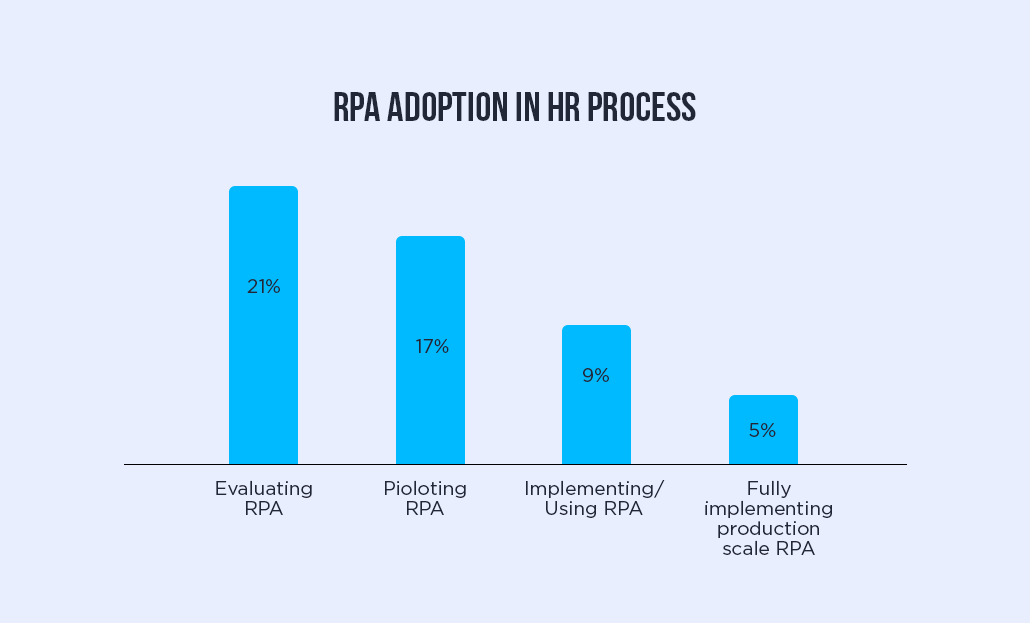 RPA ADOPTION IN HR PROCESS
21%
17%
9%
5%
Evaluating
RPA
Pioloting
RPA
Implementing/
Using RPA
Fully
implementing
production
scale RPA